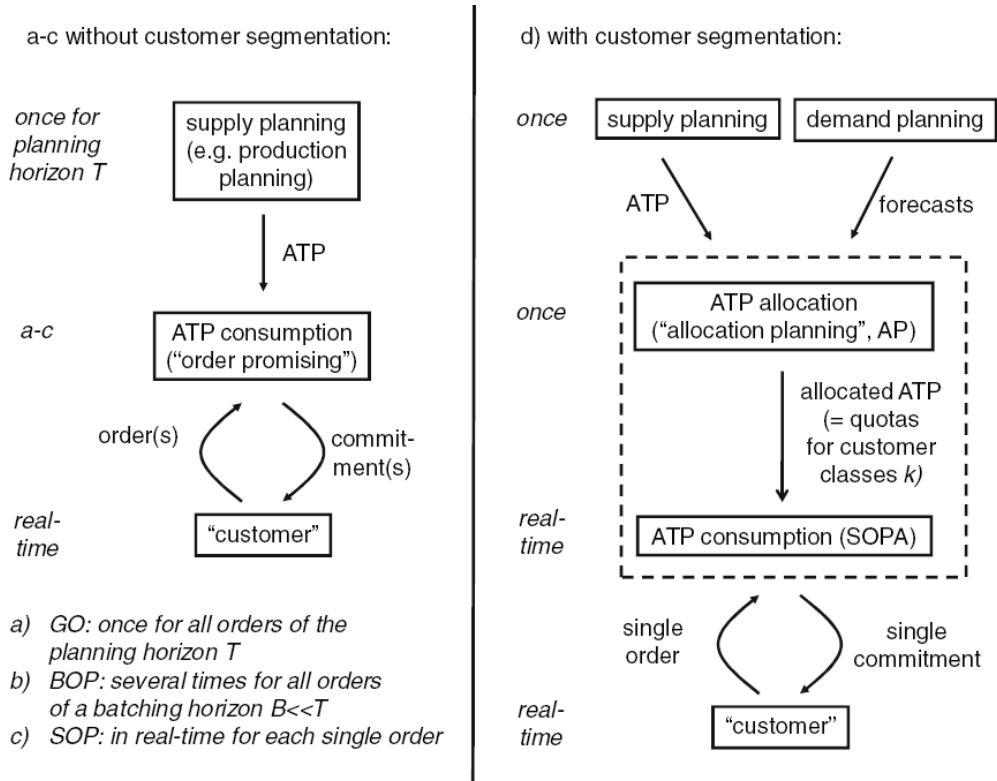 a-c without customer segmentation:
once for
planning
horizon T
supply planning
(e.g. production
planning)
ATP
a-c
ATP consumption
(“order promising”)
order(s)
commit-
ment(s)
real-
time
“customer”
a) GO: once for all orders of the
planning horizon T
b) BOP: several times for all orders
of a batching horizon B<<T
c) SOP: in real-time for each single order
d) with customer segmentation:
once
supply planning
demand planning
ATP
forecasts
once
ATP allocation
(“allocation planning”, AP)
allocated ATP
(= quotas
for customer
classes k)
real-
time
ATP consumption (SOPA)
single
order
single
commitment
real-
time
“customer”